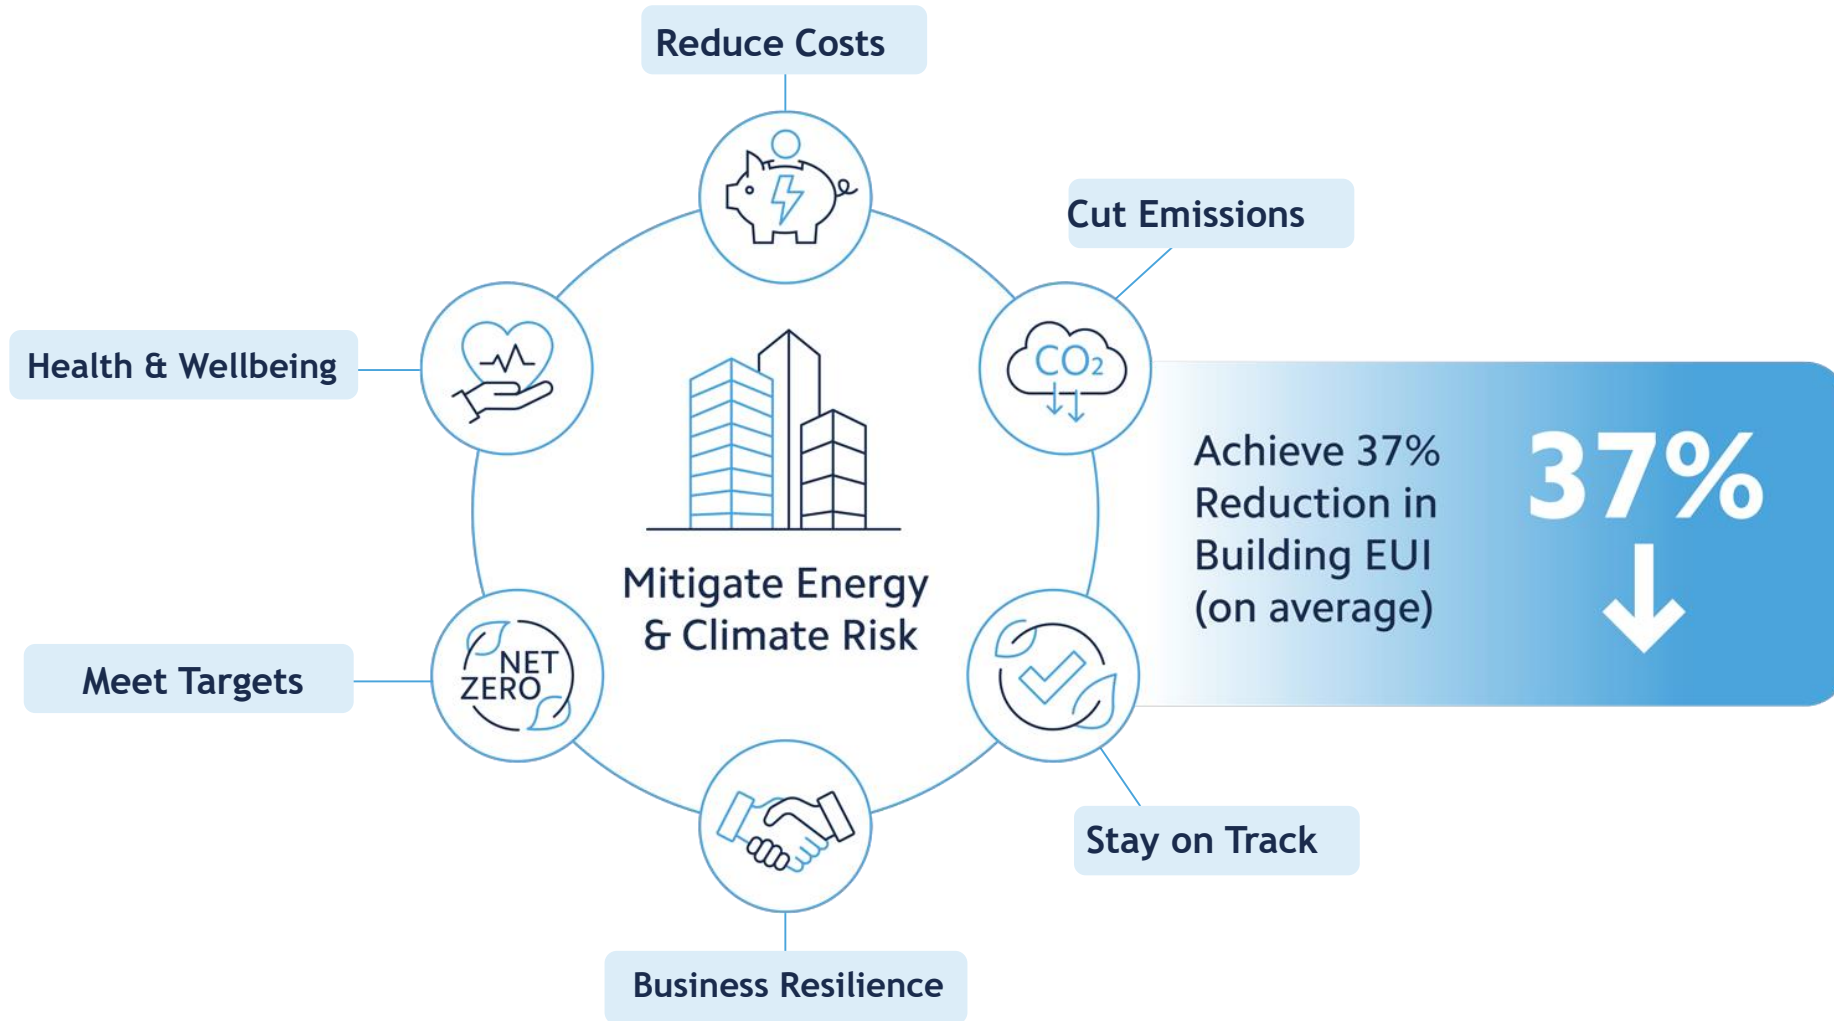 Reduce Costs
Cut Emissions
Health & Wellbeing
CO₂
Achieve 37%
Reduction in
Building EUI
(on average)
37%
Mitigate Energy
& Climate Risk
NET
ZERO
Meet Targets
Stay on Track
Business Resilience